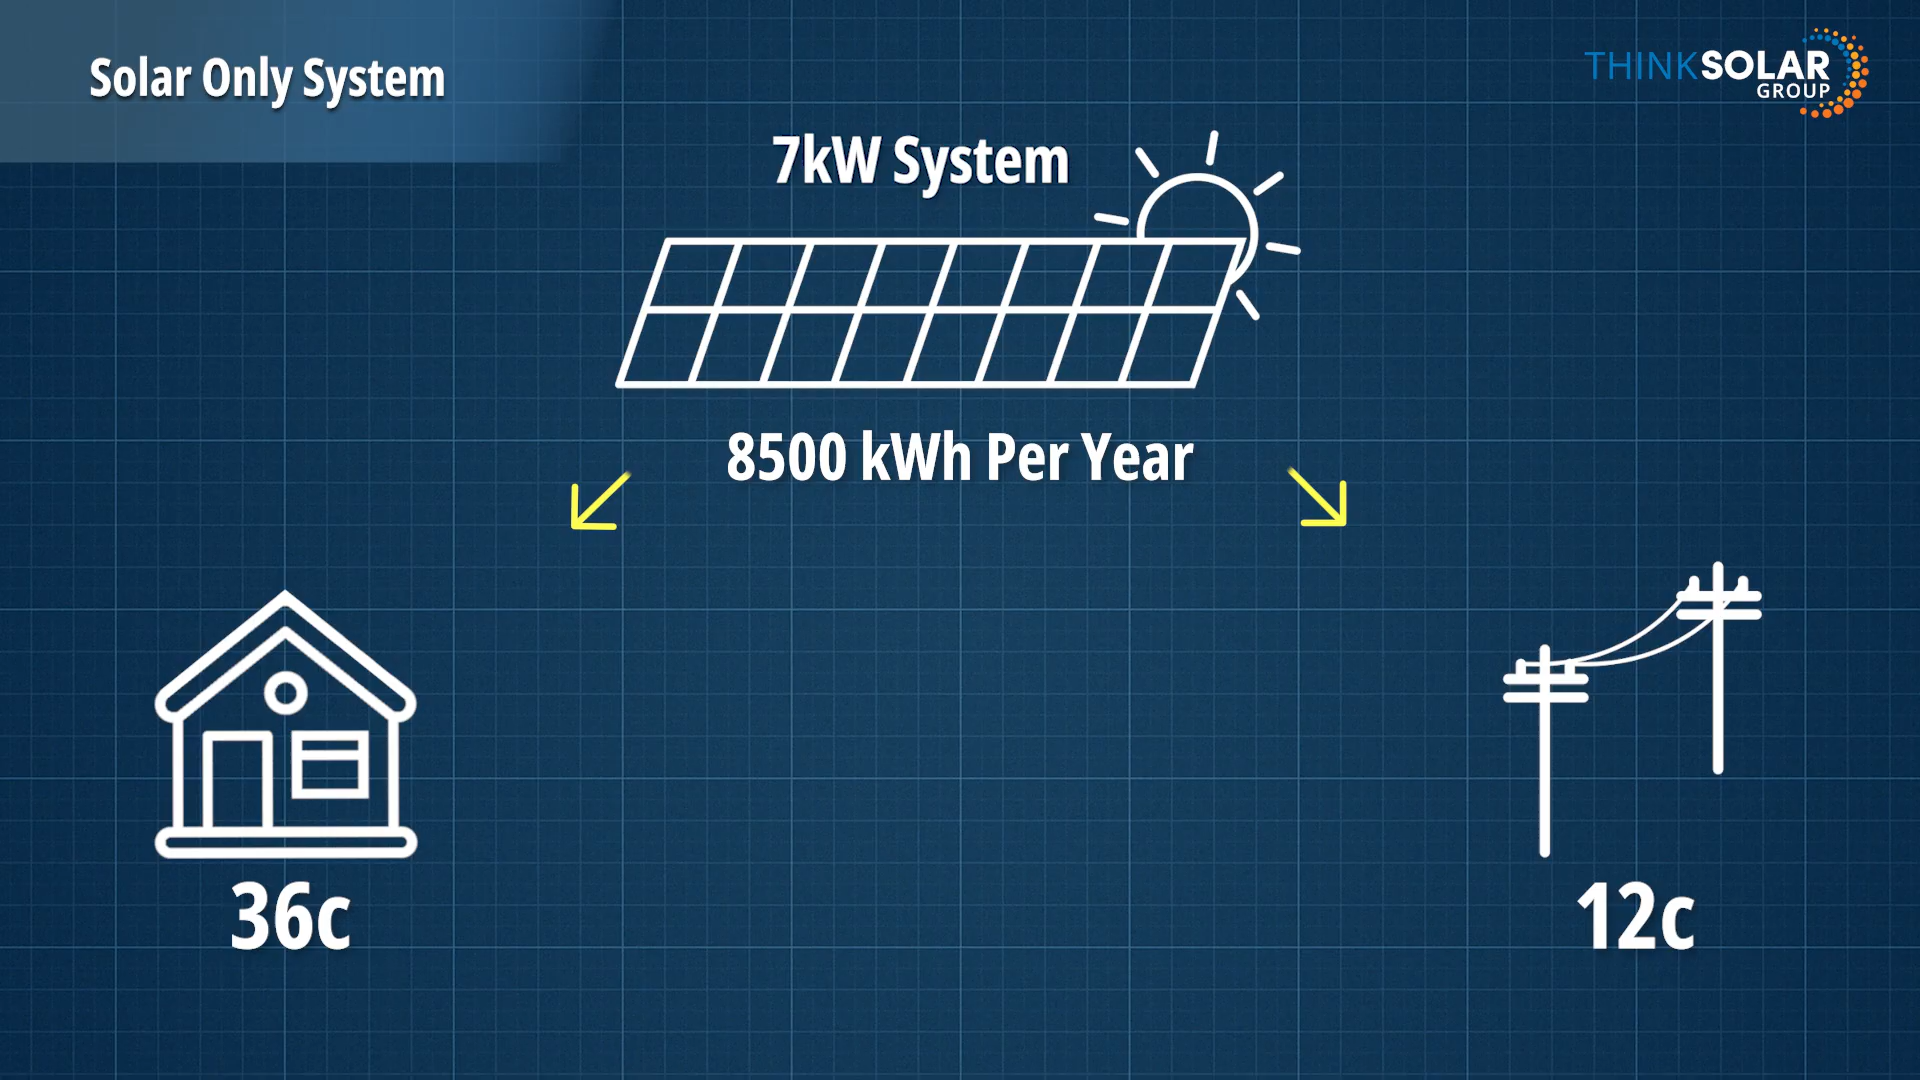 Solar Only System
THINKSOLAR
GROUP
7kW System
8500 kWh Per Year
36c
12c